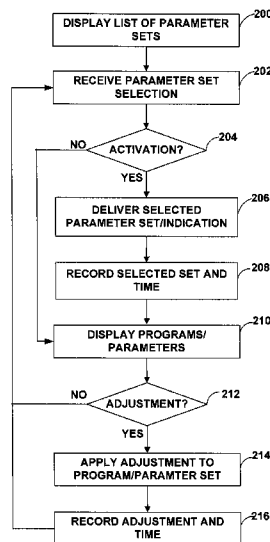 200
DISPLAY LIST OF PARAMETER
SETS
202
RECEIVE PARAMETER SET
SELECTION
204
NO
ACTIVATION?
YES
206
DELIVER SELECTED
PARAMETER SET/INDICATION
208
RECORD SELECTED SET AND
TIME
210
DISPLAY PROGRAMS/
PARAMETERS
NO
212
ADJUSTMENT?
YES
214
APPLY ADJUSTMENT TO
PROGRAM/PARAMTER SET
216
RECORD ADJUSTMENT AND
TIME